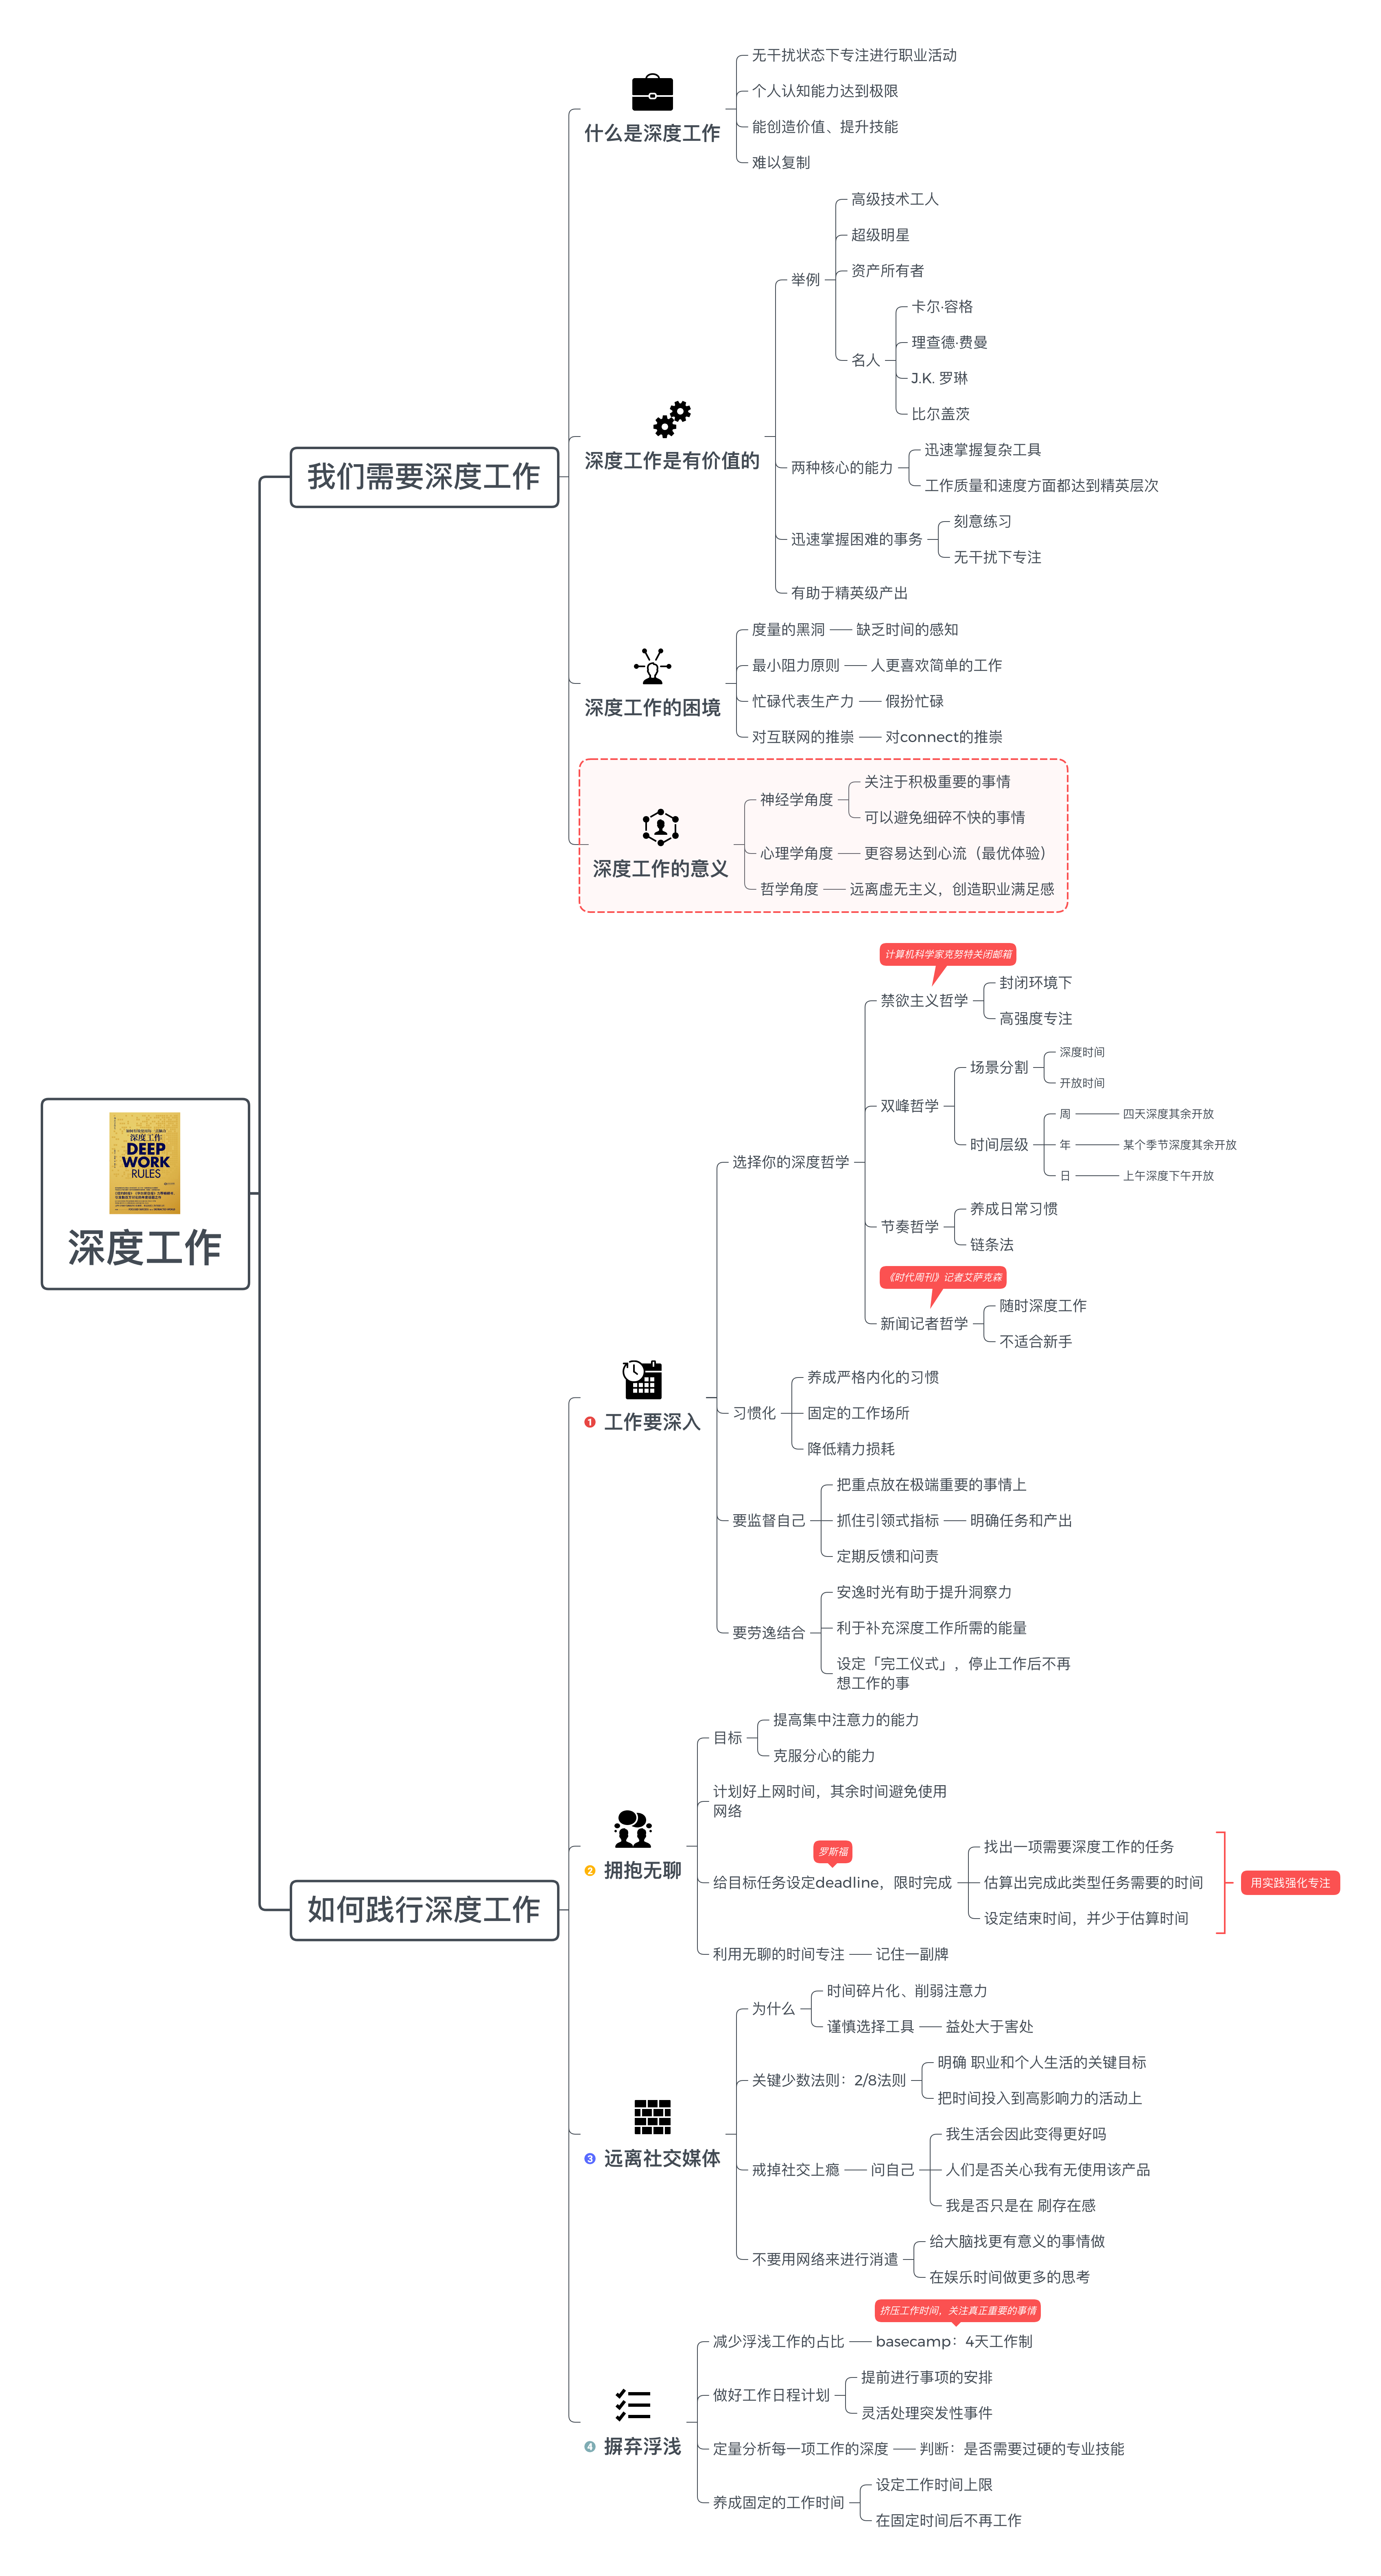 深度工作
DEEP
WORK
RULES
深度工作
我们需要深度工作
什么是深度工作
无干扰状态下专注进行职业活动
个人认知能力达到极限
能创造价值、提升技能
难以复制
深度工作是有价值的
举例
高级技术工人
超级明星
资产所有者
名人
卡尔·容格
理查德·费曼
J.K. 罗琳
比尔盖茨
两种核心的能力
迅速掌握复杂工具
工作质量和速度方面都达到精英层次
迅速掌握困难的事务
刻意练习
无干扰下专注
有助于精英级产出
深度工作的困境
度量的黑洞
缺乏时间的感知
最小阻力原则
人更喜欢简单的工作
忙碌代表生产力
假扮忙碌
对互联网的推崇
对connect的推崇
深度工作的意义
神经学角度
关注于积极重要的事情
可以避免细碎不快的事情
心理学角度
更容易达到心流（最优体验）
哲学角度
远离虚无主义，创造职业满足感
如何践行深度工作
1 工作要深入
选择你的深度哲学
计算机科学家克努特关闭邮箱
禁欲主义哲学
封闭环境下
高强度专注
双峰哲学
场景分割
深度时间
开放时间
时间层级
周
四天深度其余开放
年
某个季节深度其余开放
日
上午深度下午开放
节奏哲学
养成日常习惯
链条法
《时代周刊》记者艾萨克森
新闻记者哲学
随时深度工作
不适合新手
习惯化
养成严格内化的习惯
固定的工作场所
降低精力损耗
要监督自己
把重点放在极端重要的事情上
抓住引领式指标
明确任务和产出
定期反馈和问责
要劳逸结合
安逸时光有助于提升洞察力
利于补充深度工作所需的能量
设定「完工仪式」，停止工作后不再
想工作的事
2 拥抱无聊
目标
提高集中注意力的能力
克服分心的能力
计划好上网时间，其余时间避免使用
网络
罗斯福
给目标任务设定deadline，限时完成
找出一项需要深度工作的任务
估算出完成此类型任务需要的时间
设定结束时间，并少于估算时间
用实践强化专注
利用无聊的时间专注
记住一副牌
3 远离社交媒体
为什么
时间碎片化、削弱注意力
谨慎选择工具
益处大于害处
关键少数法则：2/8法则
明确 职业和个人生活的关键目标
把时间投入到高影响力的活动上
戒掉社交上瘾
问自己
我生活会因此变得更好吗
人们是否关心我有无使用该产品
我是否只是在 刷存在感
不要用网络来进行消遣
给大脑找更有意义的事情做
在娱乐时间做更多的思考
4 摒弃浮浅
减少浮浅工作的占比
挤压工作时间，关注真正重要的事情
basecamp：4天工作制
做好工作日程计划
提前进行事项的安排
灵活处理突发性事件
定量分析每一项工作的深度
判断：是否需要过硬的专业技能
养成固定的工作时间
设定工作时间上限
在固定时间后不再工作